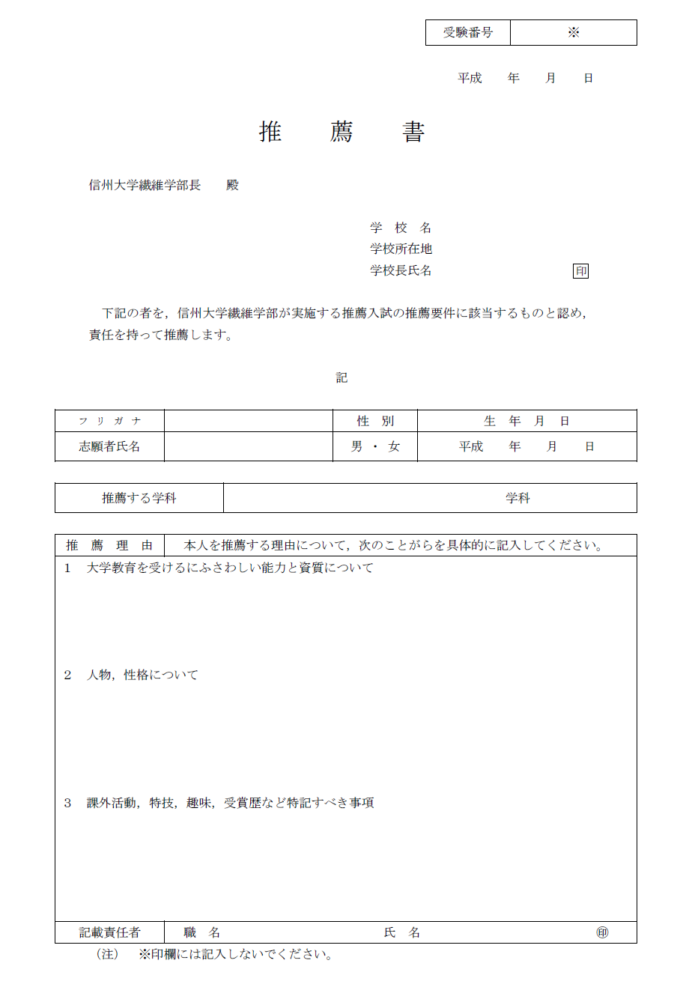 受験番号 ※
平成　　年　　月　　日
推　薦　書
信州大学繊維学部長　　殿
学　校　名
学校所在地
学校長氏名 印
下記の者を，信州大学繊維学部が実施する推薦入試の推薦要件に該当するものと認め，
責任を持って推薦します。
記
フ リ ガ ナ 性　別 生　年　月　日
志願者氏名 男 ・ 女 平成　　年　　月　　日
推薦する学科 学科
推　薦　理　由 本人を推薦する理由について，次のことがらを具体的に記入してください。
１　大学教育を受けるにふさわしい能力と資質について
２　人物，性格について
３　課外活動，特技，趣味，受賞歴など特記すべき事項
記載責任者 職　名 氏　名 ㊞
（注）　※印欄には記入しないでください。